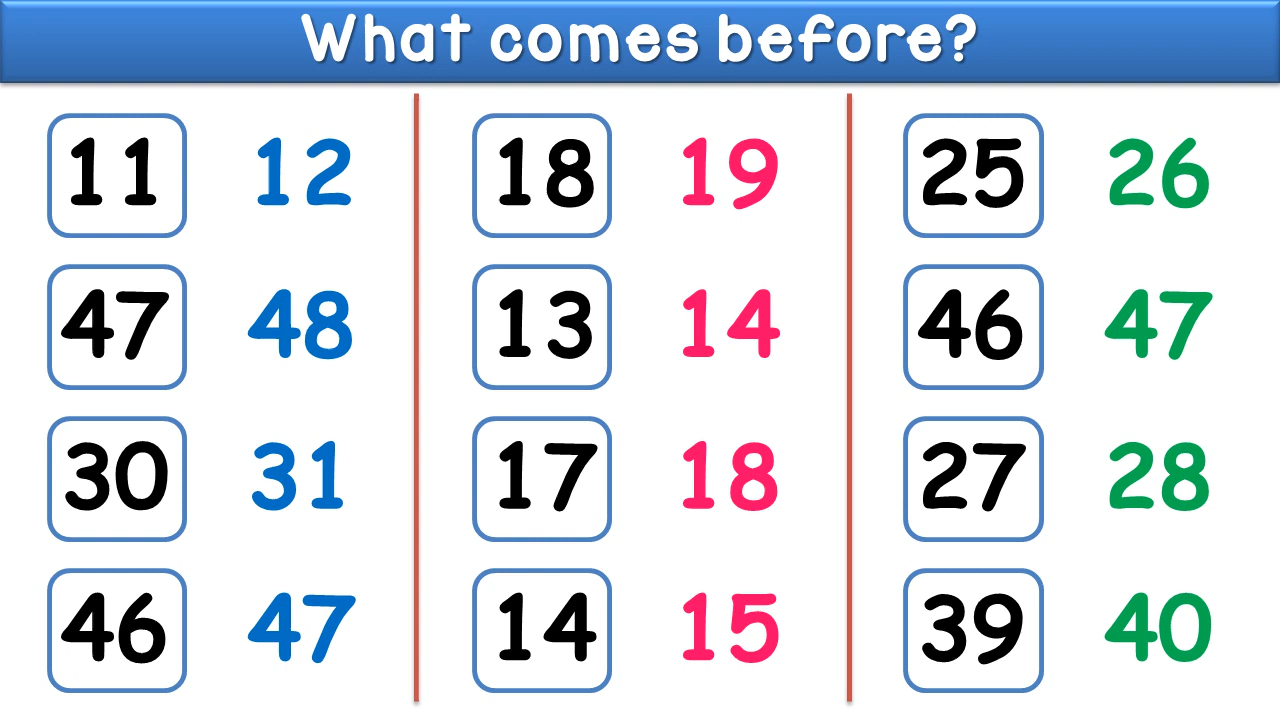 What comes before?
11 12 18 19 25 26
47 48 13 14 46 47
30 31 17 18 27 28
46 47 14 15 39 40